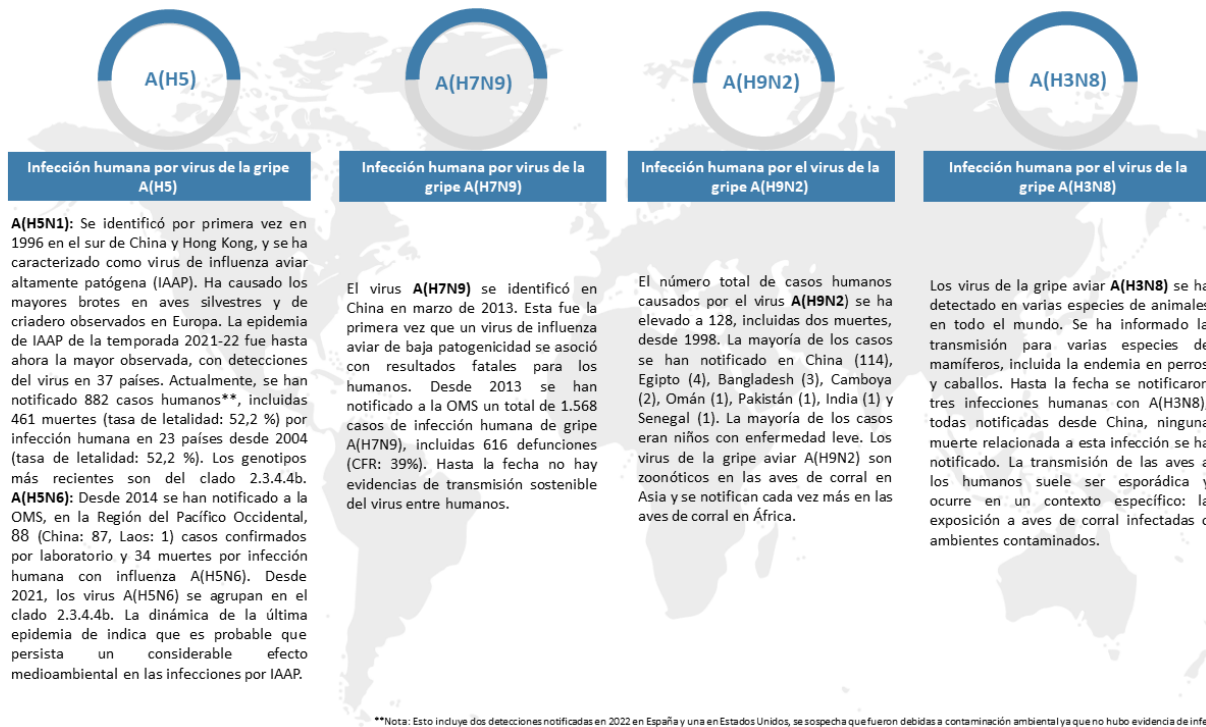 A(H5)
A(H7N9)
A(H9N2)
A(H3N8)
Infección humana por virus de la gripe
A(H5)
A(H5N1): Se identificó por primera vez en
1996 en el sur de China y Hong Kong, y se ha
caracterizado como virus de influenza aviar
altamente patógena (IAAP). Ha causado los
mayores brotes en aves silvestres y de
criadero observados en Europa. La epidemia
de IAAP de la temporada 2021-22 fue hasta
ahora la mayor observada, con detecciones
del virus en 37 países. Actualmente, se han
notificado 882 casos humanos**, incluidas
461 muertes (tasa de letalidad: 52,2 %) por
infección humana en 23 países desde 2004
(tasa de letalidad: 52,2 %). Los genotipos
más recientes son del clado 2.3.4.4b.
A(H5N6): Desde 2014 se han notificado a la
OMS, en la Región del Pacífico Occidental,
88 (China: 87, Laos: 1) casos confirmados
por laboratorio y 34 muertes por infección
humana con influenza A(H5N6). Desde
2021, los virus A(H5N6) se agrupan en el
clado 2.3.4.4b. La dinámica de la última
epidemia de indica que es probable que
persista un considerable efecto
medioambiental en las infecciones por IAAP.
Infección humana por virus de la
gripe A(H7N9)
El virus A(H7N9) se identificó en
China en marzo de 2013. Esta fue la
primera vez que un virus de influenza
aviar de baja patogenicidad se asoció
con resultados fatales para los
humanos. Desde 2013 se han
notificado a la OMS un total de 1.568
casos de infección humana de gripe
A(H7N9), incluidas 616 defunciones
(CFR: 39%). Hasta la fecha no hay
evidencias de transmisión sostenible
del virus entre humanos.
Infección humana por el virus de la
gripe A(H9N2)
El número total de casos humanos
causados por el virus A(H9N2) se ha
elevado a 128, incluidas dos muertes,
desde 1998. La mayoría de los casos
se han notificado en China (114),
Egipto (4), Bangladesh (3), Camboya
(2), Omán (1), Pakistán (1), India (1) y
Senegal (1). La mayoría de los casos
eran niños con enfermedad leve. Los
virus de la gripe aviar A(H9N2) son
zoonóticos en las aves de corral en
Asia y se notifican cada vez más en las
aves de corral en África.
Infección humana por el virus de la
gripe A(H3N8)
Los virus de la gripe aviar A(H3N8) se ha
detectado en varias especies de animales
en todo el mundo. Se ha informado la
transmisión para varias especies de
mamíferos, incluida la endemia en perros
y caballos. Hasta la fecha se notificaron
tres infecciones humanas con A(H3N8),
todas notificadas desde China, ninguna
muerte relacionada a esta infección se ha
notificado. La transmisión de las aves a
los humanos suele ser esporádica y
ocurre en un contexto específico: la
exposición a aves de corral infectadas o
ambientes contaminados.
**Nota: Esto incluye dos detecciones notificadas en 2022 en España y una en Estados Unidos, se sospecha que fueron debidas a contaminación ambiental ya que no hubo evidencia de infe